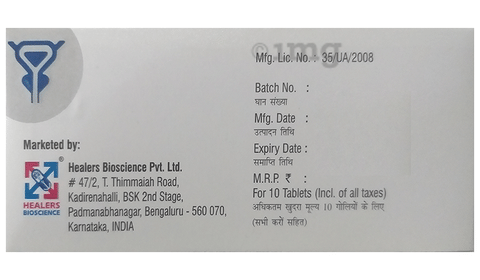 ©1mg
Mfg. Lic. No. : 35/UA/2008
Batch No. :
धान संख्या
Mfg. Date :
उत्पादन तिथि
Expiry Date :
समाप्ति तिथि
M.R.P. ₹ :
For 10 Tablets (Incl. of all taxes)
अधिकतम खुदरा मूल्य 10 गोलियों के लिए
(सभी करों सहित)
Marketed by:
HEALERS
BIOSCIENCE
®
Healers Bioscience Pvt. Ltd.
# 47/2, T. Thimmaiah Road,
Kadirenahalli, BSK 2nd Stage,
Padmanabhanagar, Bengaluru - 560 070,
Karnataka, INDIA